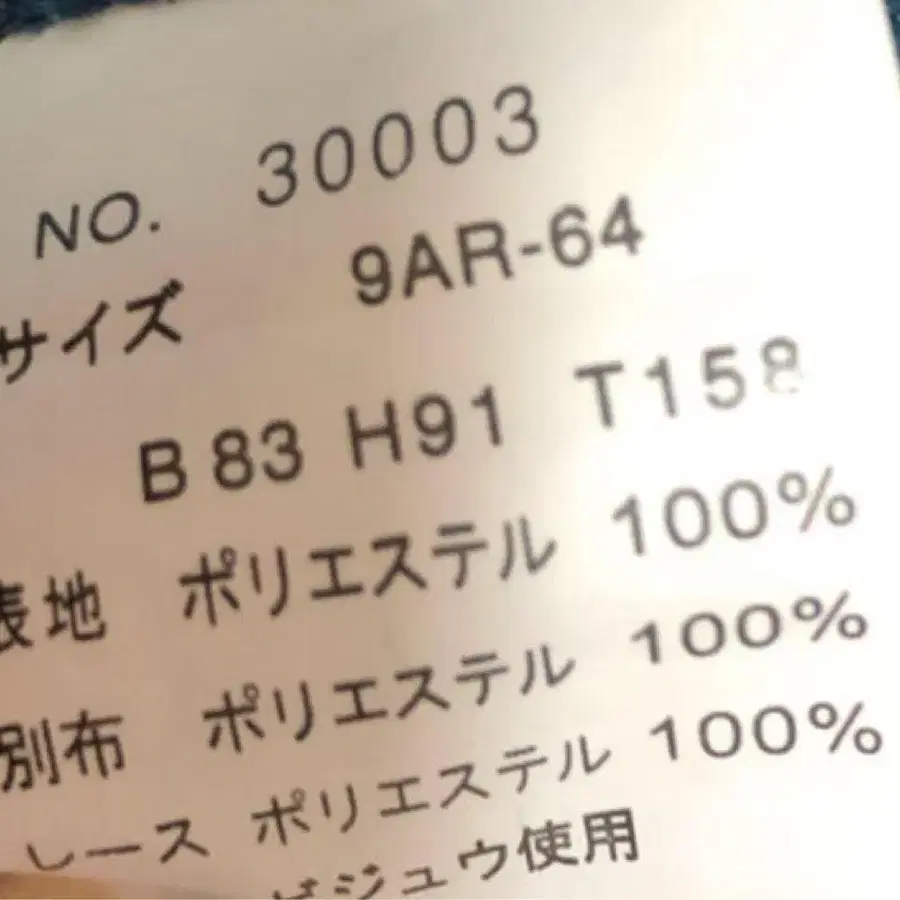 NO. 30003
サイズ 9AR-64
B83 H91 T158
表地 ポリエステル 100%
別布 ポリエステル 100%
レース ポリエステル 100%
ビジュウ使用